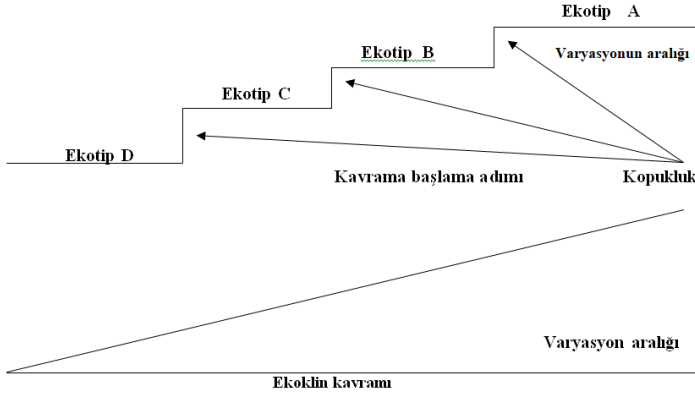 Ekotip A
Ekotip B
Varyasyonun aralığı
Ekotip C
Ekotip D
Kavrama başlama adımı
Kopukluk
Varyasyon aralığı
Ekoklin kavramı